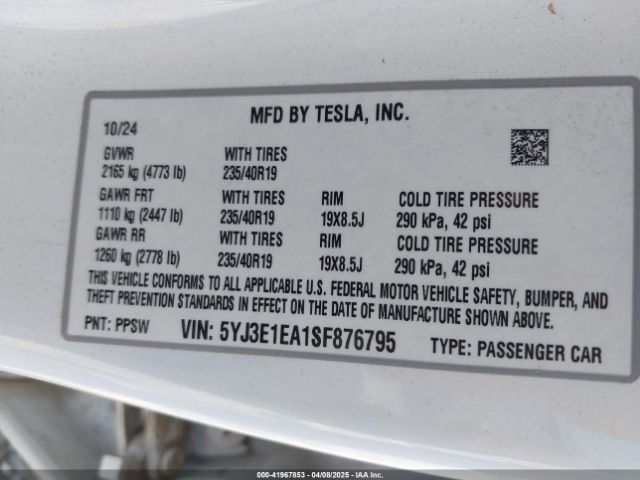 MFD BY TESLA, INC.
10/24
GVWR WITH TIRES
2165 kg (4773 lb) 235/40R19
GAWR FRT WITH TIRES RIM COLD TIRE PRESSURE
1110 kg (2447 lb) 235/40R19 19X8.5J 290 kPa, 42 psi
GAWR RR WITH TIRES RIM COLD TIRE PRESSURE
1260 kg (2778 lb) 235/40R19 19X8.5J 290 kPa, 42 psi
THIS VEHICLE CONFORMS TO ALL APPLICABLE U.S. FEDERAL MOTOR VEHICLE SAFETY, BUMPER, AND
THEFT PREVENTION STANDARDS IN EFFECT ON THE DATE OF MANUFACTURE SHOWN ABOVE.
PNT: PPSW VIN: 5YJ3E1EA1SF876795 TYPE: PASSENGER CAR
000-41967853 - 04/08/2025 - IAA Inc.